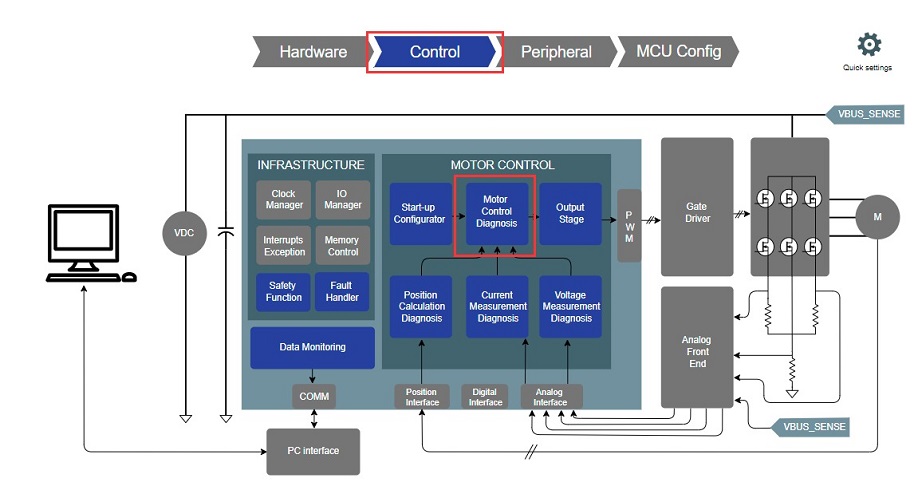 Hardware
Control
Peripheral
MCU Config
Quick settings
VBUS_SENSE
INFRASTRUCTURE
MOTOR CONTROL
Clock
Manager
IO
Manager
Start-up
Configurator
Motor
Control
Diagnosis
Output
Stage
P
W
M
Gate
Driver
M
VDC
Interrupts
Exception
Memory
Control
Safety
Function
Fault
Handler
Position
Calculation
Diagnosis
Current
Measurement
Diagnosis
Voltage
Measurement
Diagnosis
Data Monitoring
Analog
Front
End
COMM
Position
Interface
Digital
Interface
Analog
Interface
VBUS_SENSE
PC interface